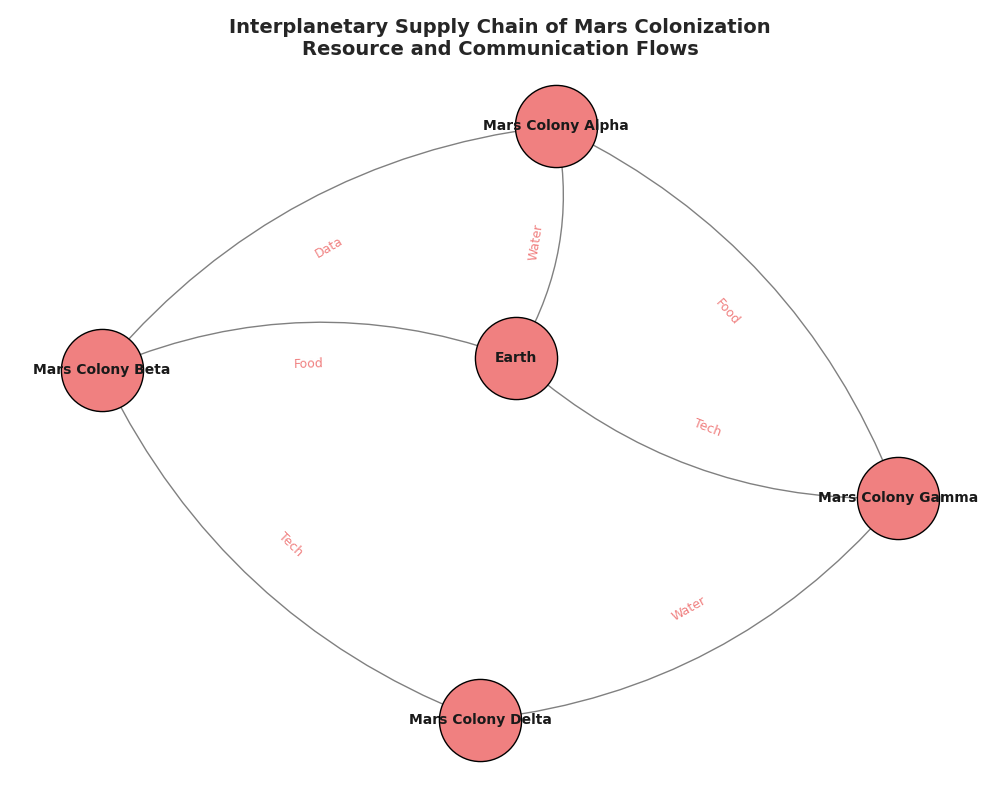 Interplanetary Supply Chain of Mars Colonization
Resource and Communication Flows
Mars Colony Alpha
Data
Water
Food
Mars Colony Beta
Food
Earth
Tech
Mars Colony Gamma
Tech
Water
Mars Colony Delta